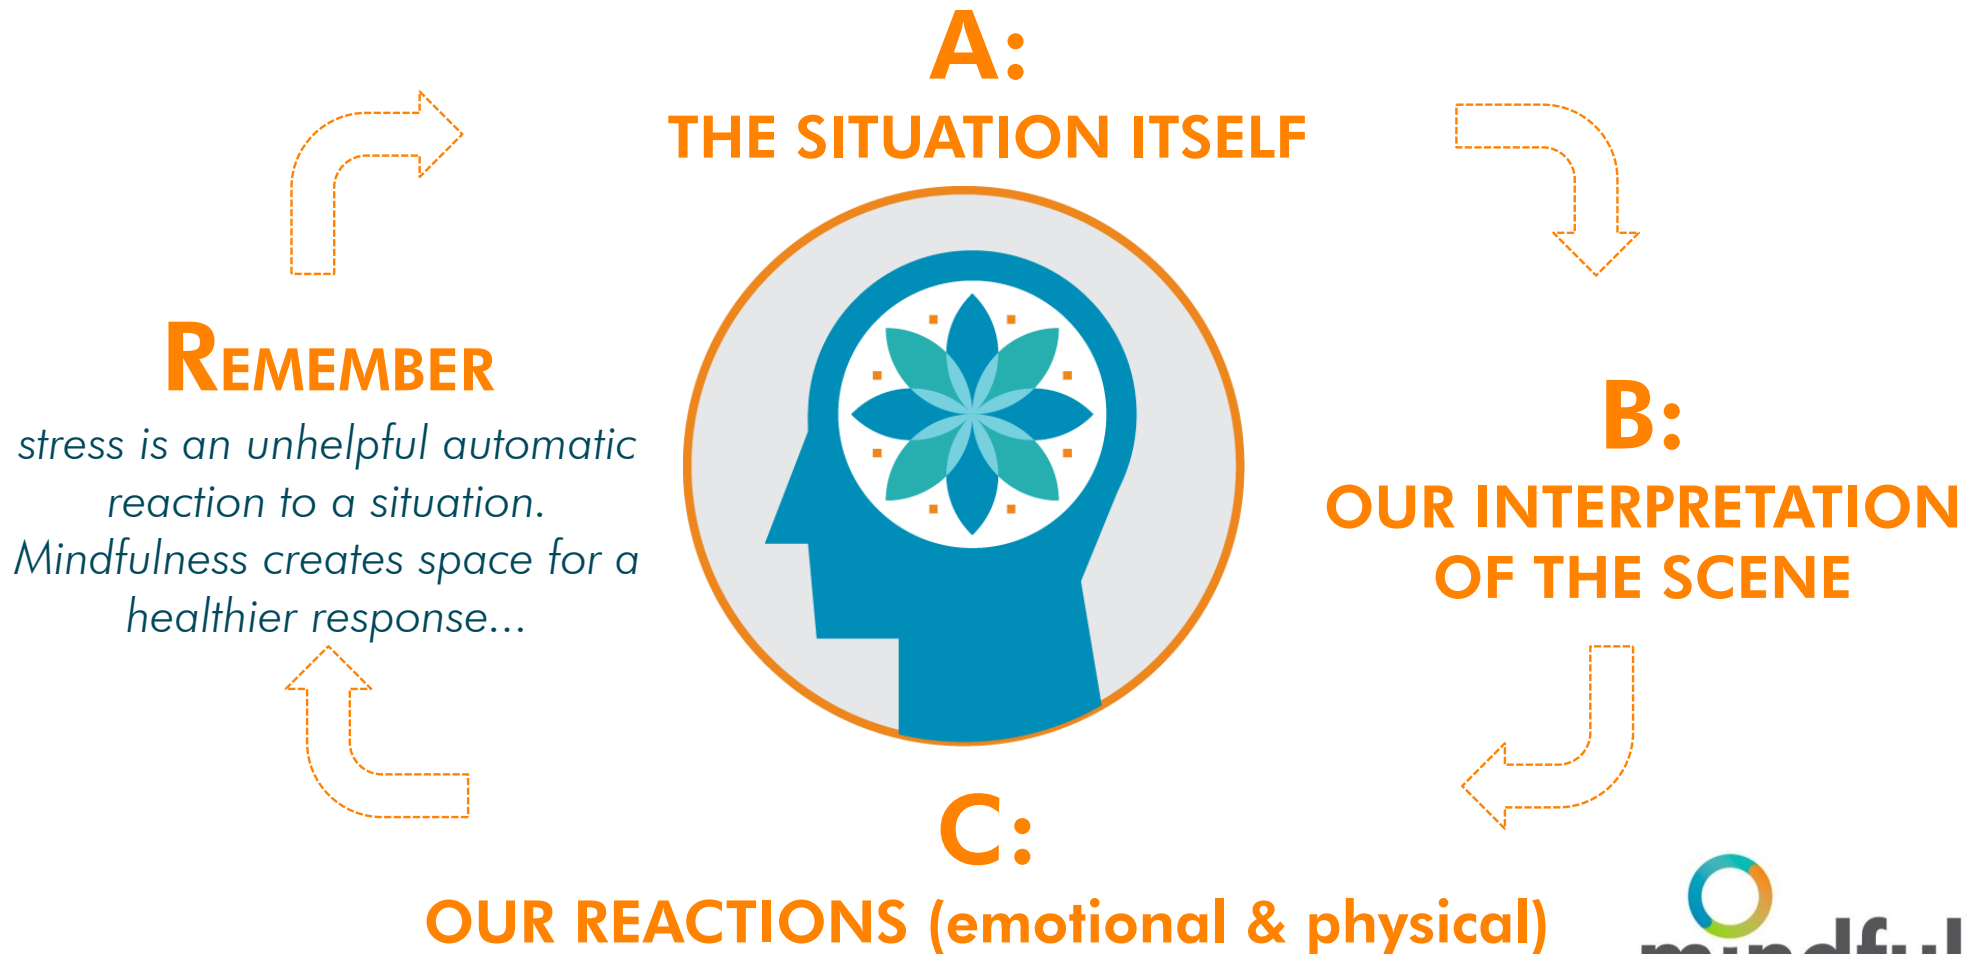 A:
THE SITUATION ITSELF
REMEMBER
stress is an unhelpful automatic
reaction to a situation.
Mindfulness creates space for a
healthier response...
B:
OUR INTERPRETATION
OF THE SCENE
C:
OUR REACTIONS (emotional & physical)
mindful